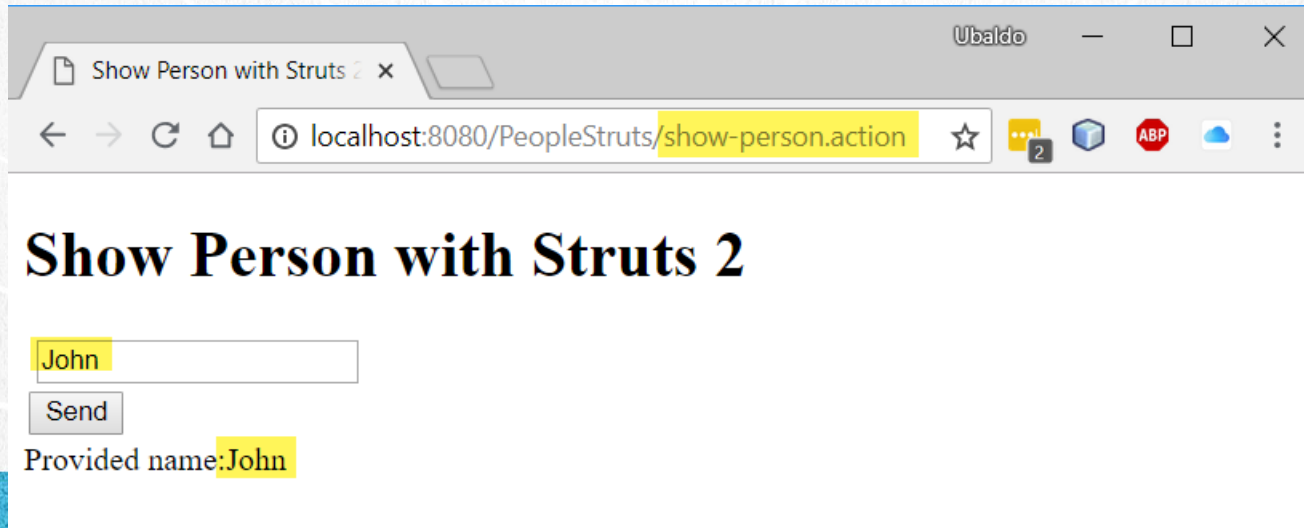 Ubaldo
Show Person with Struts 2
localhost:8080/PeopleStruts/show-person.action
2
ABP
Show Person with Struts 2
John
Send
Provided name:John